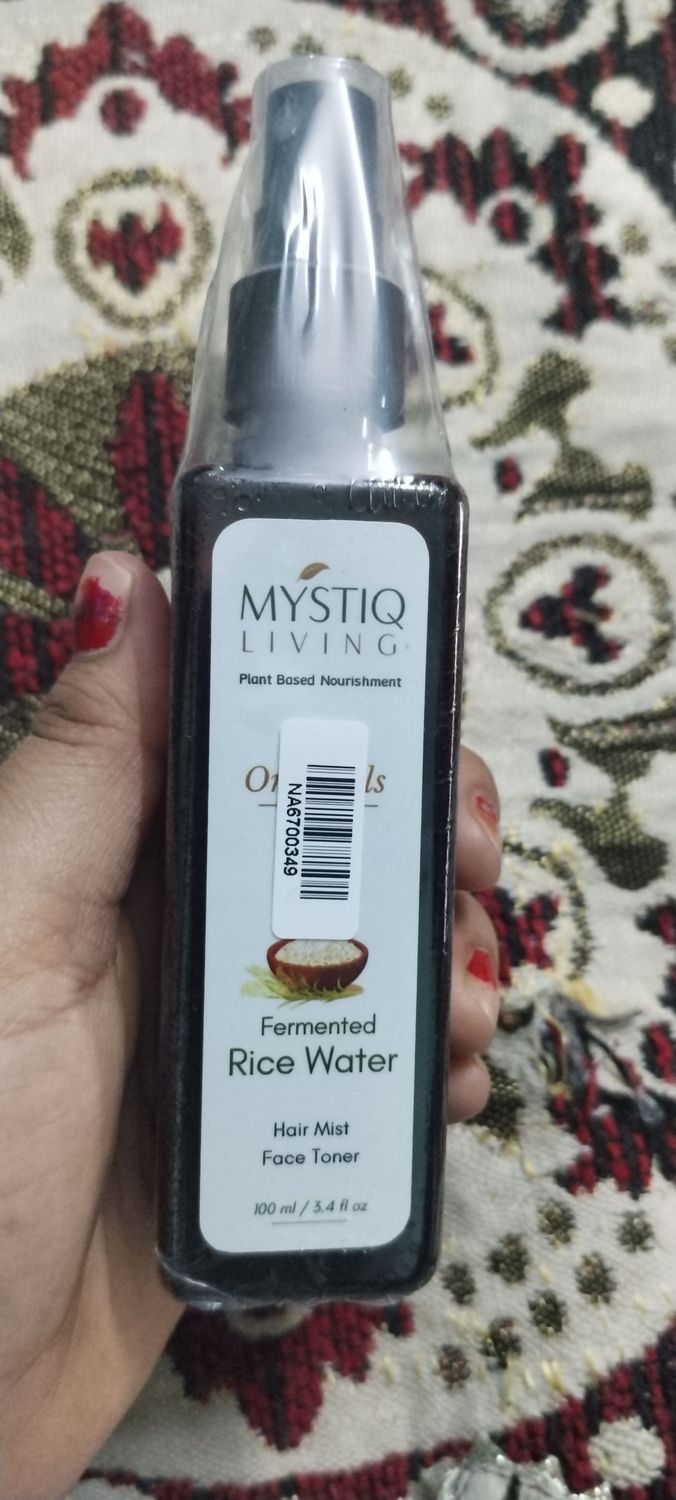 MYSTIQ
LIVING
Plant Based Nourishment
NA6700349
Fermented
Rice Water
Hair Mist
Face Toner
100 ml / 3.4 fl oz